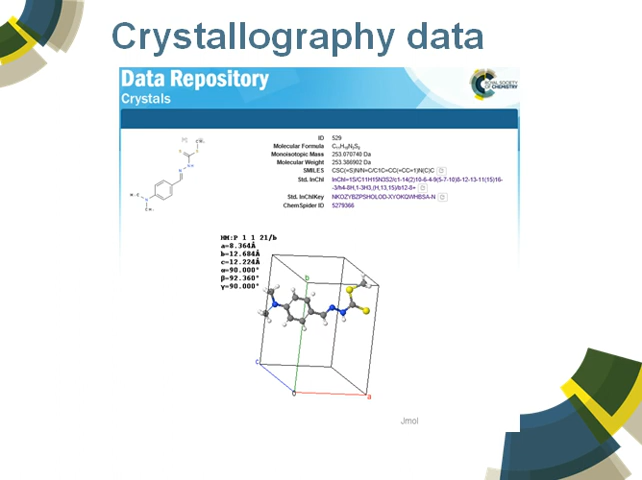 Crystallography data
Data Repository
Crystals
ROYAL SOCIETY
OF CHEMISTRY
ID 529
Molecular Formula C11H15N3S2
Monoisotopic Mass 253.070740 Da
Molecular Weight 253.386902 Da
SMILES CSC(=S)N/N=C/C1C=CC(=CC=1)N(C)C
Std. InChI InChI=1S/C11H15N3S2/c1-14(2)10-6-4-9(5-7-10)8-12-13-11(15)16-
3/h4-8H,1-3H3,(H,13,15)/b12-8+
Std. InChIKey NKOZYBZPSHOLOD-XYOKQWHBSA-N
ChemSpider ID 5279366
HM:P 1 1 21/b
a=8.364Å
b=12.684Å
c=12.224Å
α=90.000°
β=92.360°
γ=90.000°
b
c
0
a
Jmol